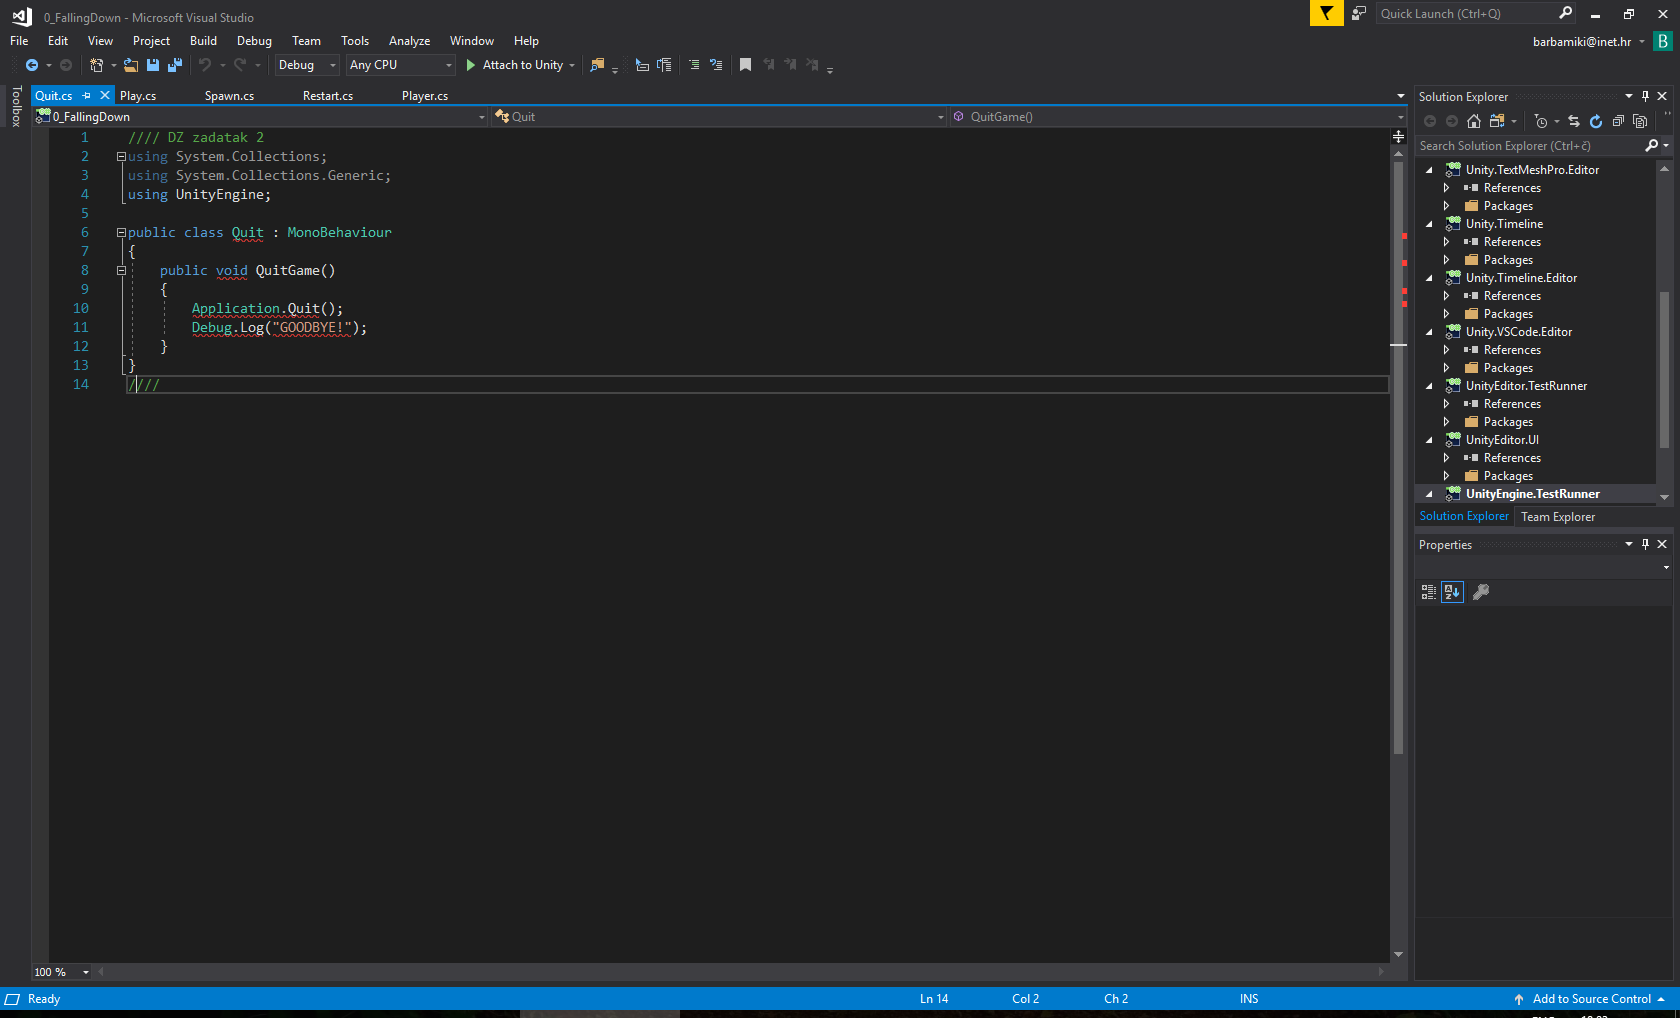 0_FallingDown - Microsoft Visual Studio
Quick Launch (Ctrl+Q)
File Edit View Project Build Debug Team Tools Analyze Window Help
barbamiki@inet.hr B
Debug Any CPU Attach to Unity
Toolbox
Quit.cs Play.cs Spawn.cs Restart.cs Player.cs
0_FallingDown Quit QuitGame()
1 //// DZ zadatak 2
2 using System.Collections;
3 using System.Collections.Generic;
4 using UnityEngine;
5
6 public class Quit : MonoBehaviour
7 {
8 public void QuitGame()
9 {
10 Application.Quit();
11 Debug.Log("GOODBYE!");
12 }
13 }
14 ////
100 %
Solution Explorer
Search Solution Explorer (Ctrl+č)
Unity.TextMeshPro.Editor
References
Packages
Unity.Timeline
References
Packages
Unity.Timeline.Editor
References
Packages
Unity.VSCode.Editor
References
Packages
UnityEditor.TestRunner
References
Packages
UnityEditor.UI
References
Packages
UnityEngine.TestRunner
Solution Explorer Team Explorer
Properties
Ready Ln 14 Col 2 Ch 2 INS Add to Source Control